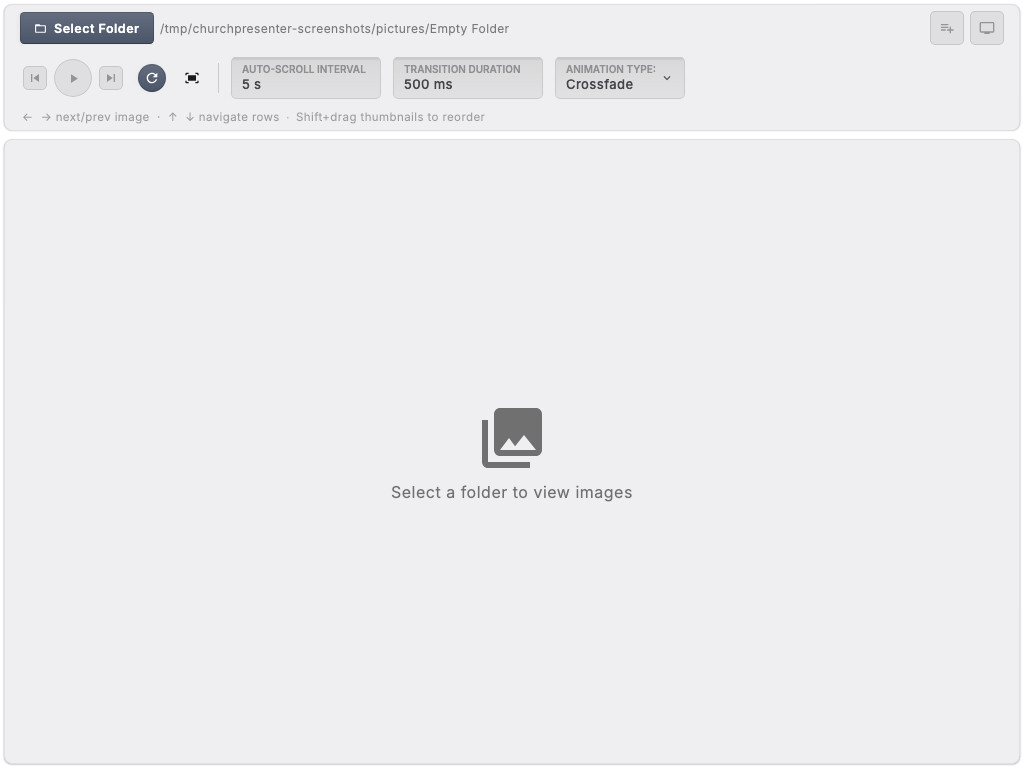 Select Folder /tmp/churchpresenter-screenshots/pictures/Empty Folder
AUTO-SCROLL INTERVAL
5 s
TRANSITION DURATION
500 ms
ANIMATION TYPE:
Crossfade
← → next/prev image · ↑ ↓ navigate rows · Shift+drag thumbnails to reorder
Select a folder to view images